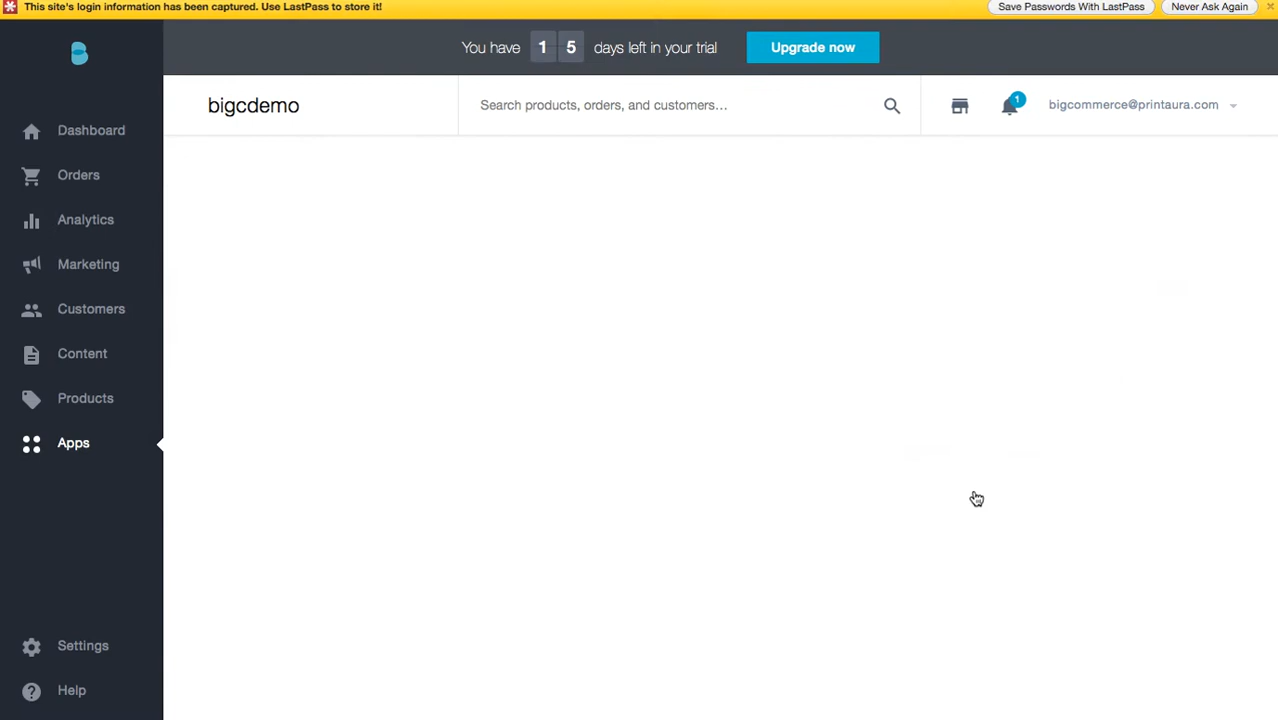 This site's login information has been captured. Use LastPass to store it!
Save Passwords With LastPass
Never Ask Again
You have 1 5 days left in your trial
Upgrade now
bigcdemo
Search products, orders, and customers...
1
bigcommerce@printaura.com
Dashboard
Orders
Analytics
Marketing
Customers
Content
Products
Apps
Settings
Help